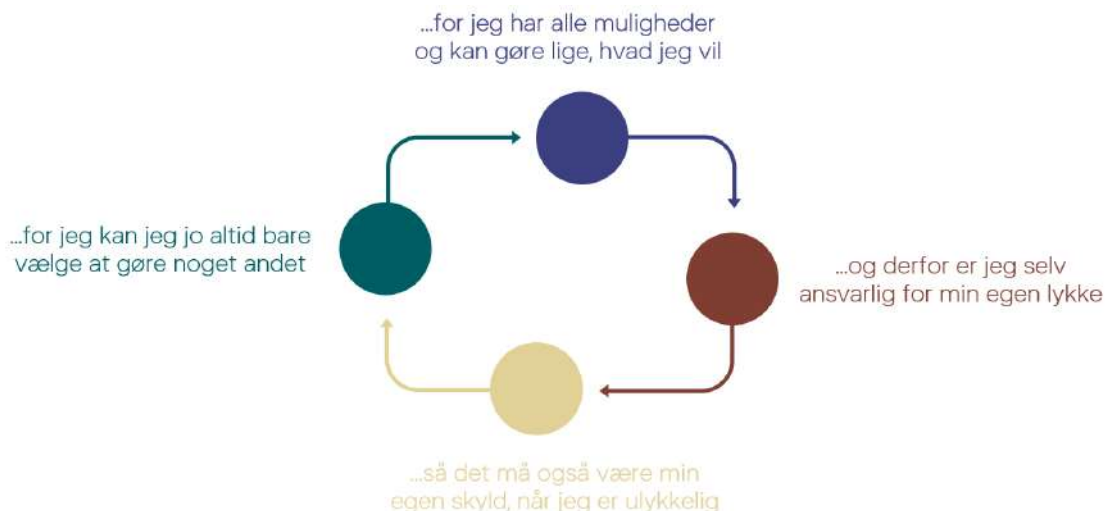 ...for jeg har alle muligheder
og kan gøre lige, hvad jeg vil
...for jeg kan jeg jo altid bare
vælge at gøre noget andet
...og derfor er jeg selv
ansvarlig for min egen lykke
...så det må også være min
egen skyld, når jeg er ulykkelig